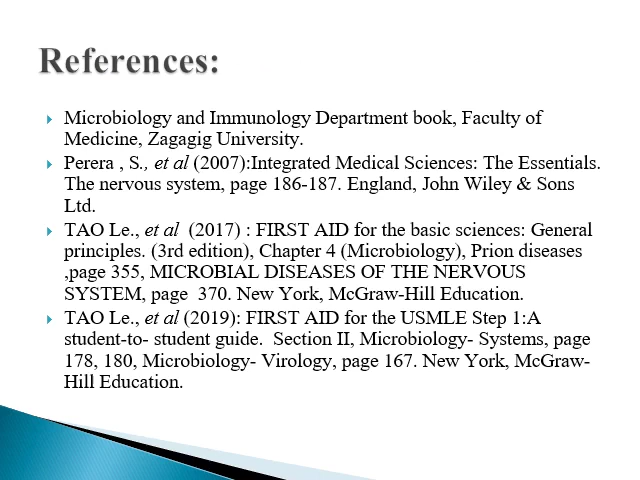 References:
Microbiology and Immunology Department book, Faculty of
Medicine, Zagagig University.
Perera , S., et al (2007):Integrated Medical Sciences: The Essentials.
The nervous system, page 186-187. England, John Wiley & Sons
Ltd.
TAO Le., et al  (2017) : FIRST AID for the basic sciences: General
principles. (3rd edition), Chapter 4 (Microbiology), Prion diseases
,page 355, MICROBIAL DISEASES OF THE NERVOUS
SYSTEM, page  370. New York, McGraw-Hill Education.
TAO Le., et al (2019): FIRST AID for the USMLE Step 1:A
student-to- student guide.  Section II, Microbiology- Systems, page
178, 180, Microbiology- Virology, page 167. New York, McGraw-
Hill Education.